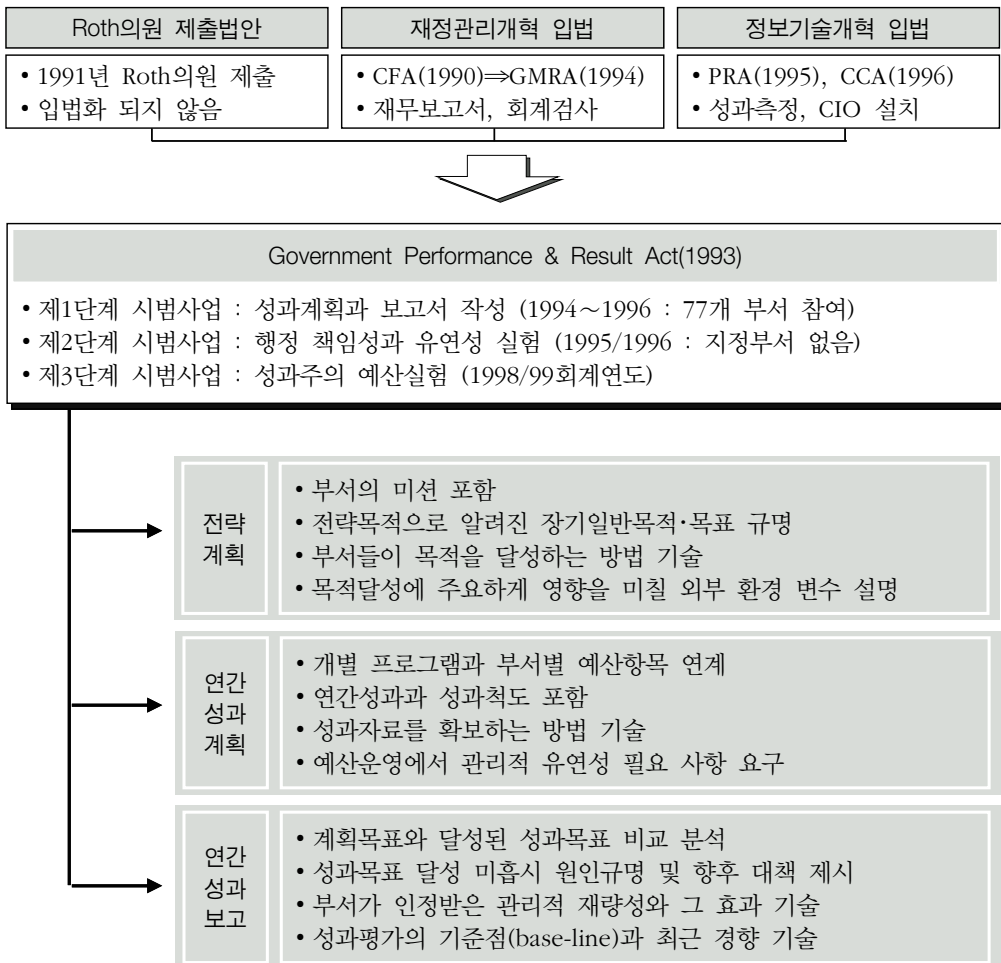 Roth의원 제출법안
• 1991년 Roth의원 제출
• 입법화 되지 않음
재정관리개혁 입법
• CFA(1990)⇒GMRA(1994)
• 재무보고서, 회계검사
정보기술개혁 입법
• PRA(1995), CCA(1996)
• 성과측정, CIO 설치
Government Performance & Result Act(1993)
• 제1단계 시범사업 : 성과계획과 보고서 작성 (1994～1996 : 77개 부서 참여)
• 제2단계 시범사업 : 행정 책임성과 유연성 실험 (1995/1996 : 지정부서 없음)
• 제3단계 시범사업 : 성과주의 예산실험 (1998/99회계연도)
전략
계획
• 부서의 미션 포함
• 전략목적으로 알려진 장기일반목적·목표 규명
• 부서들이 목적을 달성하는 방법 기술
• 목적달성에 주요하게 영향을 미칠 외부 환경 변수 설명
연간
성과
계획
• 개별 프로그램과 부서별 예산항목 연계
• 연간성과과 성과척도 포함
• 성과자료를 확보하는 방법 기술
• 예산운영에서 관리적 유연성 필요 사항 요구
연간
성과
보고
• 계획목표와 달성된 성과목표 비교 분석
• 성과목표 달성 미흡시 원인규명 및 향후 대책 제시
• 부서가 인정받은 관리적 재량성와 그 효과 기술
• 성과평가의 기준점(base-line)과 최근 경향 기술